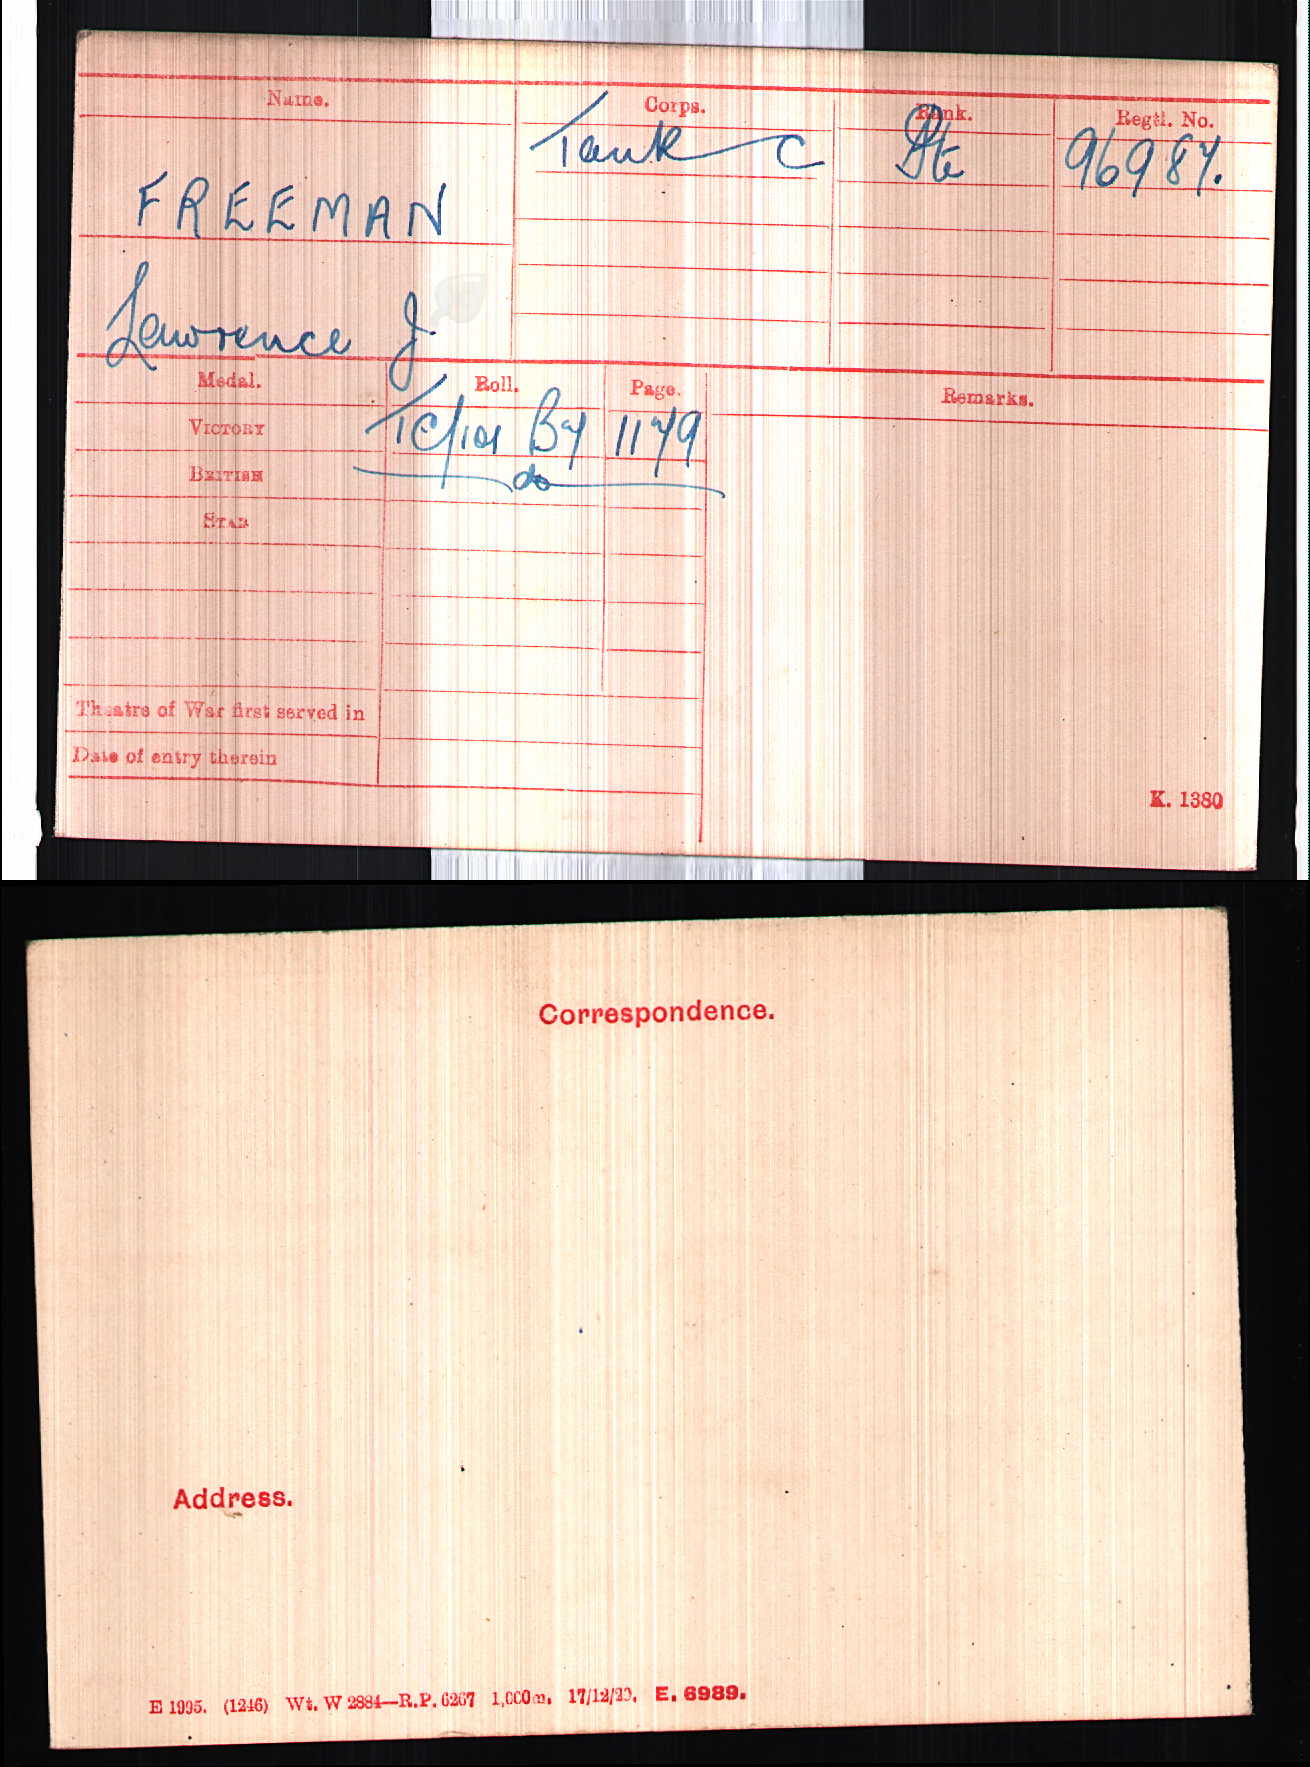 Name. Corps. Rank. Regtl. No.
Tank C Pte 96987.
FREEMAN
Lawrence J.
Medal. Roll. Page. Remarks.
VICTORY TC/101 B7 1179
BRITISH do
STAR
Theatre of War first served in
Date of entry therein
K. 1380
Correspondence.
Address.
E 1995. (1246) Wt. W 2884—R.P. 6267 1,000m. 17/12/20. E. 6989.